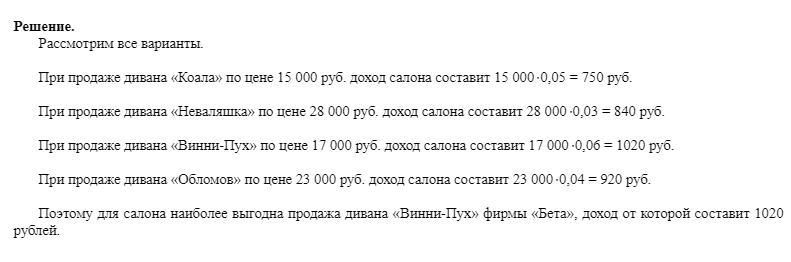 Решение.
Рассмотрим все варианты.
При продаже дивана «Коала» по цене 15 000 руб. доход салона составит 15 000·0,05 = 750 руб.
При продаже дивана «Неваляшка» по цене 28 000 руб. доход салона составит 28 000·0,03 = 840 руб.
При продаже дивана «Винни-Пух» по цене 17 000 руб. доход салона составит 17 000·0,06 = 1020 руб.
При продаже дивана «Обломов» по цене 23 000 руб. доход салона составит 23 000·0,04 = 920 руб.
Поэтому для салона наиболее выгодна продажа дивана «Винни-Пух» фирмы «Бета», доход от которой составит 1020
рублей.